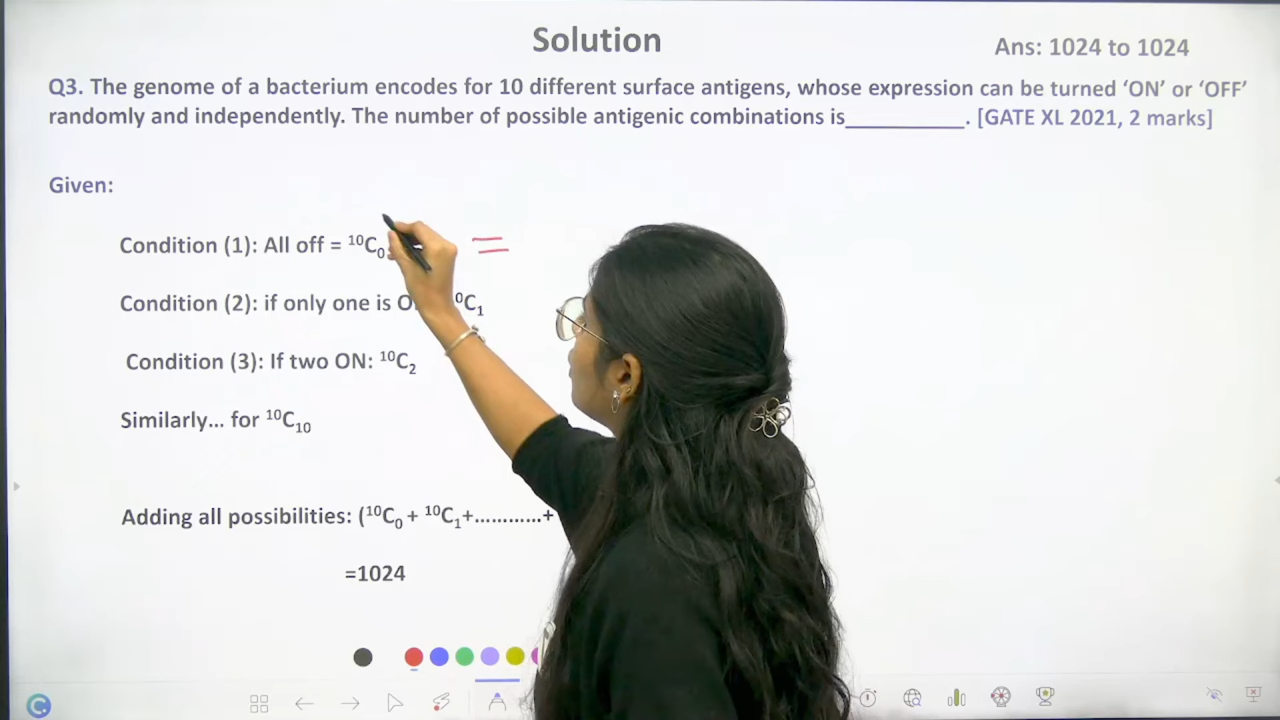 Solution
Ans: 1024 to 1024
Q3. The genome of a bacterium encodes for 10 different surface antigens, whose expression can be turned ‘ON’ or ‘OFF’
randomly and independently. The number of possible antigenic combinations is__________. [GATE XL 2021, 2 marks]
Given:
Condition (1): All off = ¹⁰C₀ =
Condition (2): if only one is C₁
Condition (3): If two ON: ¹⁰C₂
Similarly... for ¹⁰C₁₀
Adding all possibilities: (¹⁰C₀ + ¹⁰C₁+............+
=1024